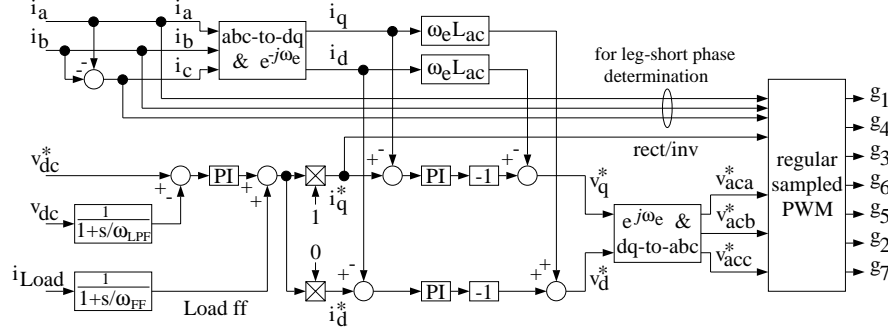 i_a i_a i_q ω_eL_ac
i_b i_b abc-to-dq & e^-jω_e i_d ω_eL_ac
- - i_c
for leg-short phase
determination
g_1
g_4
rect/inv
g_3
v*_dc PI 1 i*_q PI -1 v*_q
+ - + + + - + -
regular
sampled
PWM
g_6
v_dc 1/(1+s/ω_LPF)
e^jω_e &
dq-to-abc
v*_aca
v*_acb
v*_acc
g_5
g_2
g_7
0
i_Load 1/(1+s/ω_FF) Load ff i*_d PI -1 v*_d
+ - + +